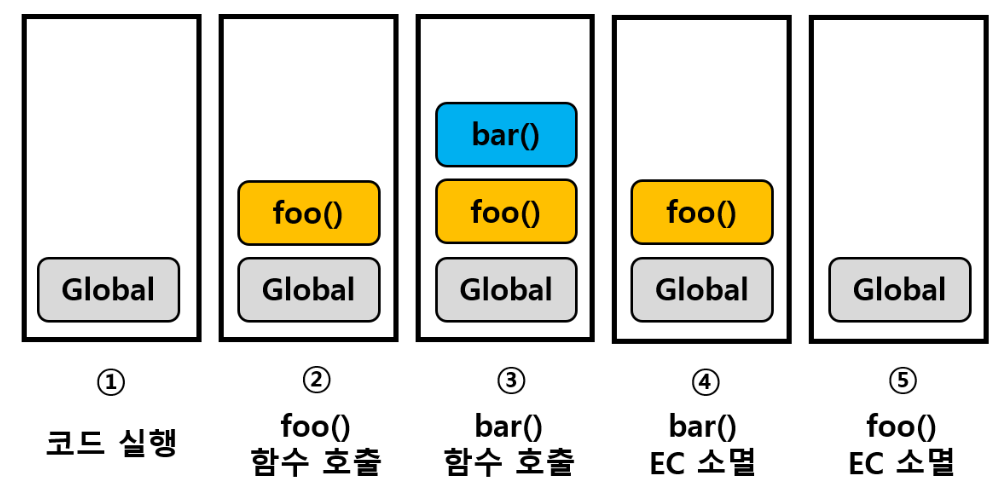 Global
foo()
Global
bar()
foo()
Global
foo()
Global
Global
①
코드 실행
②
foo()
함수 호출
③
bar()
함수 호출
④
bar()
EC 소멸
⑤
foo()
EC 소멸